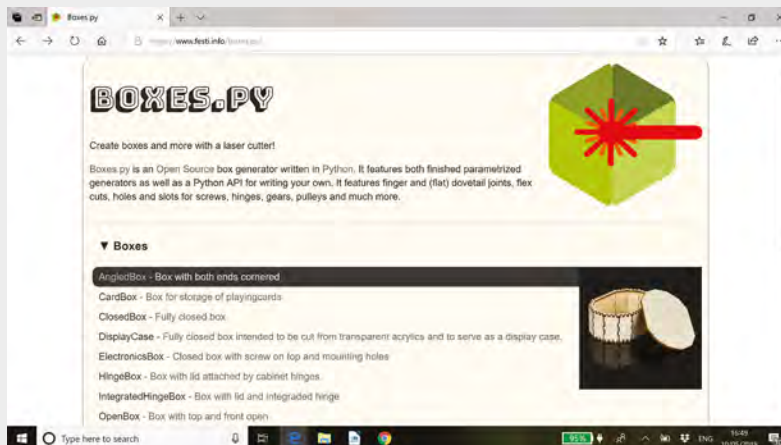 Boxes.py
www.festi.info/boxes.py/
BOXES.PY
Create boxes and more with a laser cutter!
Boxes.py is an Open Source box generator written in Python. It features both finished parametrized
generators as well as a Python API for writing your own. It features finger and (flat) dovetail joints, flex
cuts, holes and slots for screws, hinges, gears, pulleys and much more.
▼ Boxes
AngledBox - Box with both ends cornered
CardBox - Box for storage of playingcards
ClosedBox - Fully closed box
DisplayCase - Fully closed box intended to be cut from transparent acrylics and to serve as a display case.
ElectronicsBox - Closed box with screw on top and mounting holes
HingeBox - Box with lid attached by cabinet hinges
IntegratedHingeBox - Box with lid and integraded hinge
OpenBox - Box with top and front open
Type here to search
95%
ENG
16:49